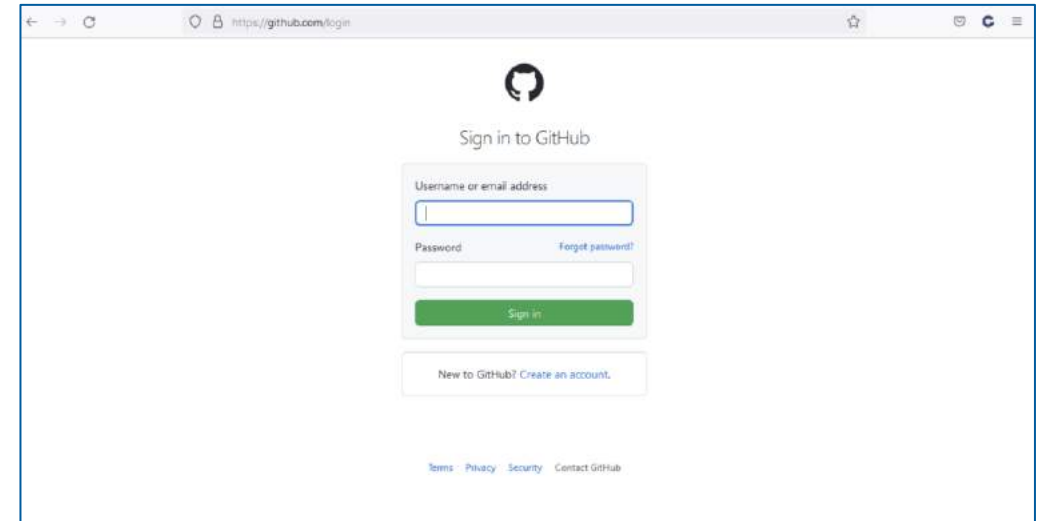 https://github.com/login
Sign in to GitHub
Username or email address
Password Forgot password?
Sign in
New to GitHub? Create an account.
Terms Privacy Security Contact GitHub